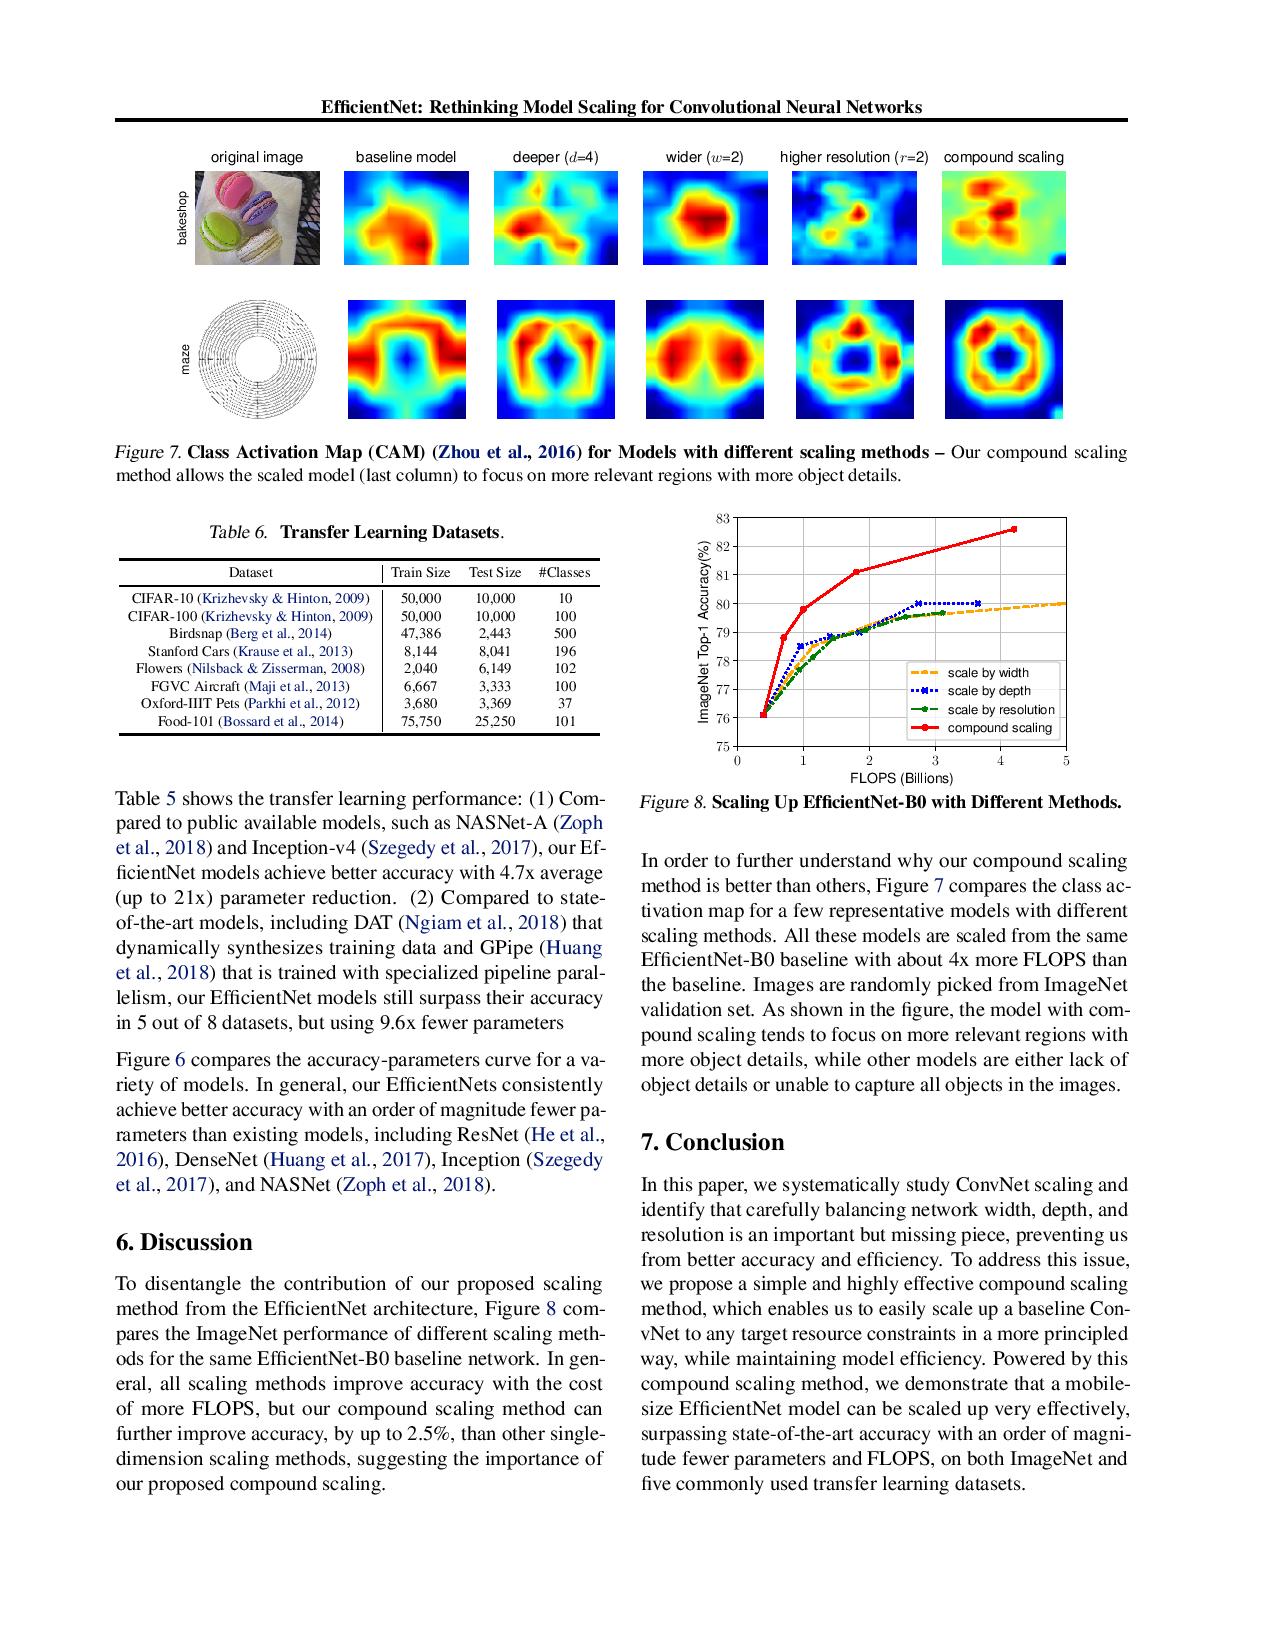 EfficientNet: Rethinking Model Scaling for Convolutional Neural Networks
original image baseline model deeper (d=4) wider (w=2) higher resolution (r=2) compound scaling
bakeshop
maze
Figure 7. Class Activation Map (CAM) (Zhou et al., 2016) for Models with different scaling methods – Our compound scaling
method allows the scaled model (last column) to focus on more relevant regions with more object details.
Table 6. Transfer Learning Datasets.
Dataset Train Size Test Size #Classes
CIFAR-10 (Krizhevsky & Hinton, 2009) 50,000 10,000 10
CIFAR-100 (Krizhevsky & Hinton, 2009) 50,000 10,000 100
Birdsnap (Berg et al., 2014) 47,386 2,443 500
Stanford Cars (Krause et al., 2013) 8,144 8,041 196
Flowers (Nilsback & Zisserman, 2008) 2,040 6,149 102
FGVC Aircraft (Maji et al., 2013) 6,667 3,333 100
Oxford-IIIT Pets (Parkhi et al., 2012) 3,680 3,369 37
Food-101 (Bossard et al., 2014) 75,750 25,250 101
Table 5 shows the transfer learning performance: (1) Com-
pared to public available models, such as NASNet-A (Zoph
et al., 2018) and Inception-v4 (Szegedy et al., 2017), our Ef-
ficientNet models achieve better accuracy with 4.7x average
(up to 21x) parameter reduction. (2) Compared to state-
of-the-art models, including DAT (Ngiam et al., 2018) that
dynamically synthesizes training data and GPipe (Huang
et al., 2018) that is trained with specialized pipeline paral-
lelism, our EfficientNet models still surpass their accuracy
in 5 out of 8 datasets, but using 9.6x fewer parameters
Figure 6 compares the accuracy-parameters curve for a va-
riety of models. In general, our EfficientNets consistently
achieve better accuracy with an order of magnitude fewer pa-
rameters than existing models, including ResNet (He et al.,
2016), DenseNet (Huang et al., 2017), Inception (Szegedy
et al., 2017), and NASNet (Zoph et al., 2018).
6. Discussion
To disentangle the contribution of our proposed scaling
method from the EfficientNet architecture, Figure 8 com-
pares the ImageNet performance of different scaling meth-
ods for the same EfficientNet-B0 baseline network. In gen-
eral, all scaling methods improve accuracy with the cost
of more FLOPS, but our compound scaling method can
further improve accuracy, by up to 2.5%, than other single-
dimension scaling methods, suggesting the importance of
our proposed compound scaling.
83
82
81
80
79
78
77
76
75
ImageNet Top-1 Accuracy(%)
scale by width
scale by depth
scale by resolution
compound scaling
0 1 2 3 4 5
FLOPS (Billions)
Figure 8. Scaling Up EfficientNet-B0 with Different Methods.
In order to further understand why our compound scaling
method is better than others, Figure 7 compares the class ac-
tivation map for a few representative models with different
scaling methods. All these models are scaled from the same
EfficientNet-B0 baseline with about 4x more FLOPS than
the baseline. Images are randomly picked from ImageNet
validation set. As shown in the figure, the model with com-
pound scaling tends to focus on more relevant regions with
more object details, while other models are either lack of
object details or unable to capture all objects in the images.
7. Conclusion
In this paper, we systematically study ConvNet scaling and
identify that carefully balancing network width, depth, and
resolution is an important but missing piece, preventing us
from better accuracy and efficiency. To address this issue,
we propose a simple and highly effective compound scaling
method, which enables us to easily scale up a baseline Con-
vNet to any target resource constraints in a more principled
way, while maintaining model efficiency. Powered by this
compound scaling method, we demonstrate that a mobile-
size EfficientNet model can be scaled up very effectively,
surpassing state-of-the-art accuracy with an order of magni-
tude fewer parameters and FLOPS, on both ImageNet and
five commonly used transfer learning datasets.